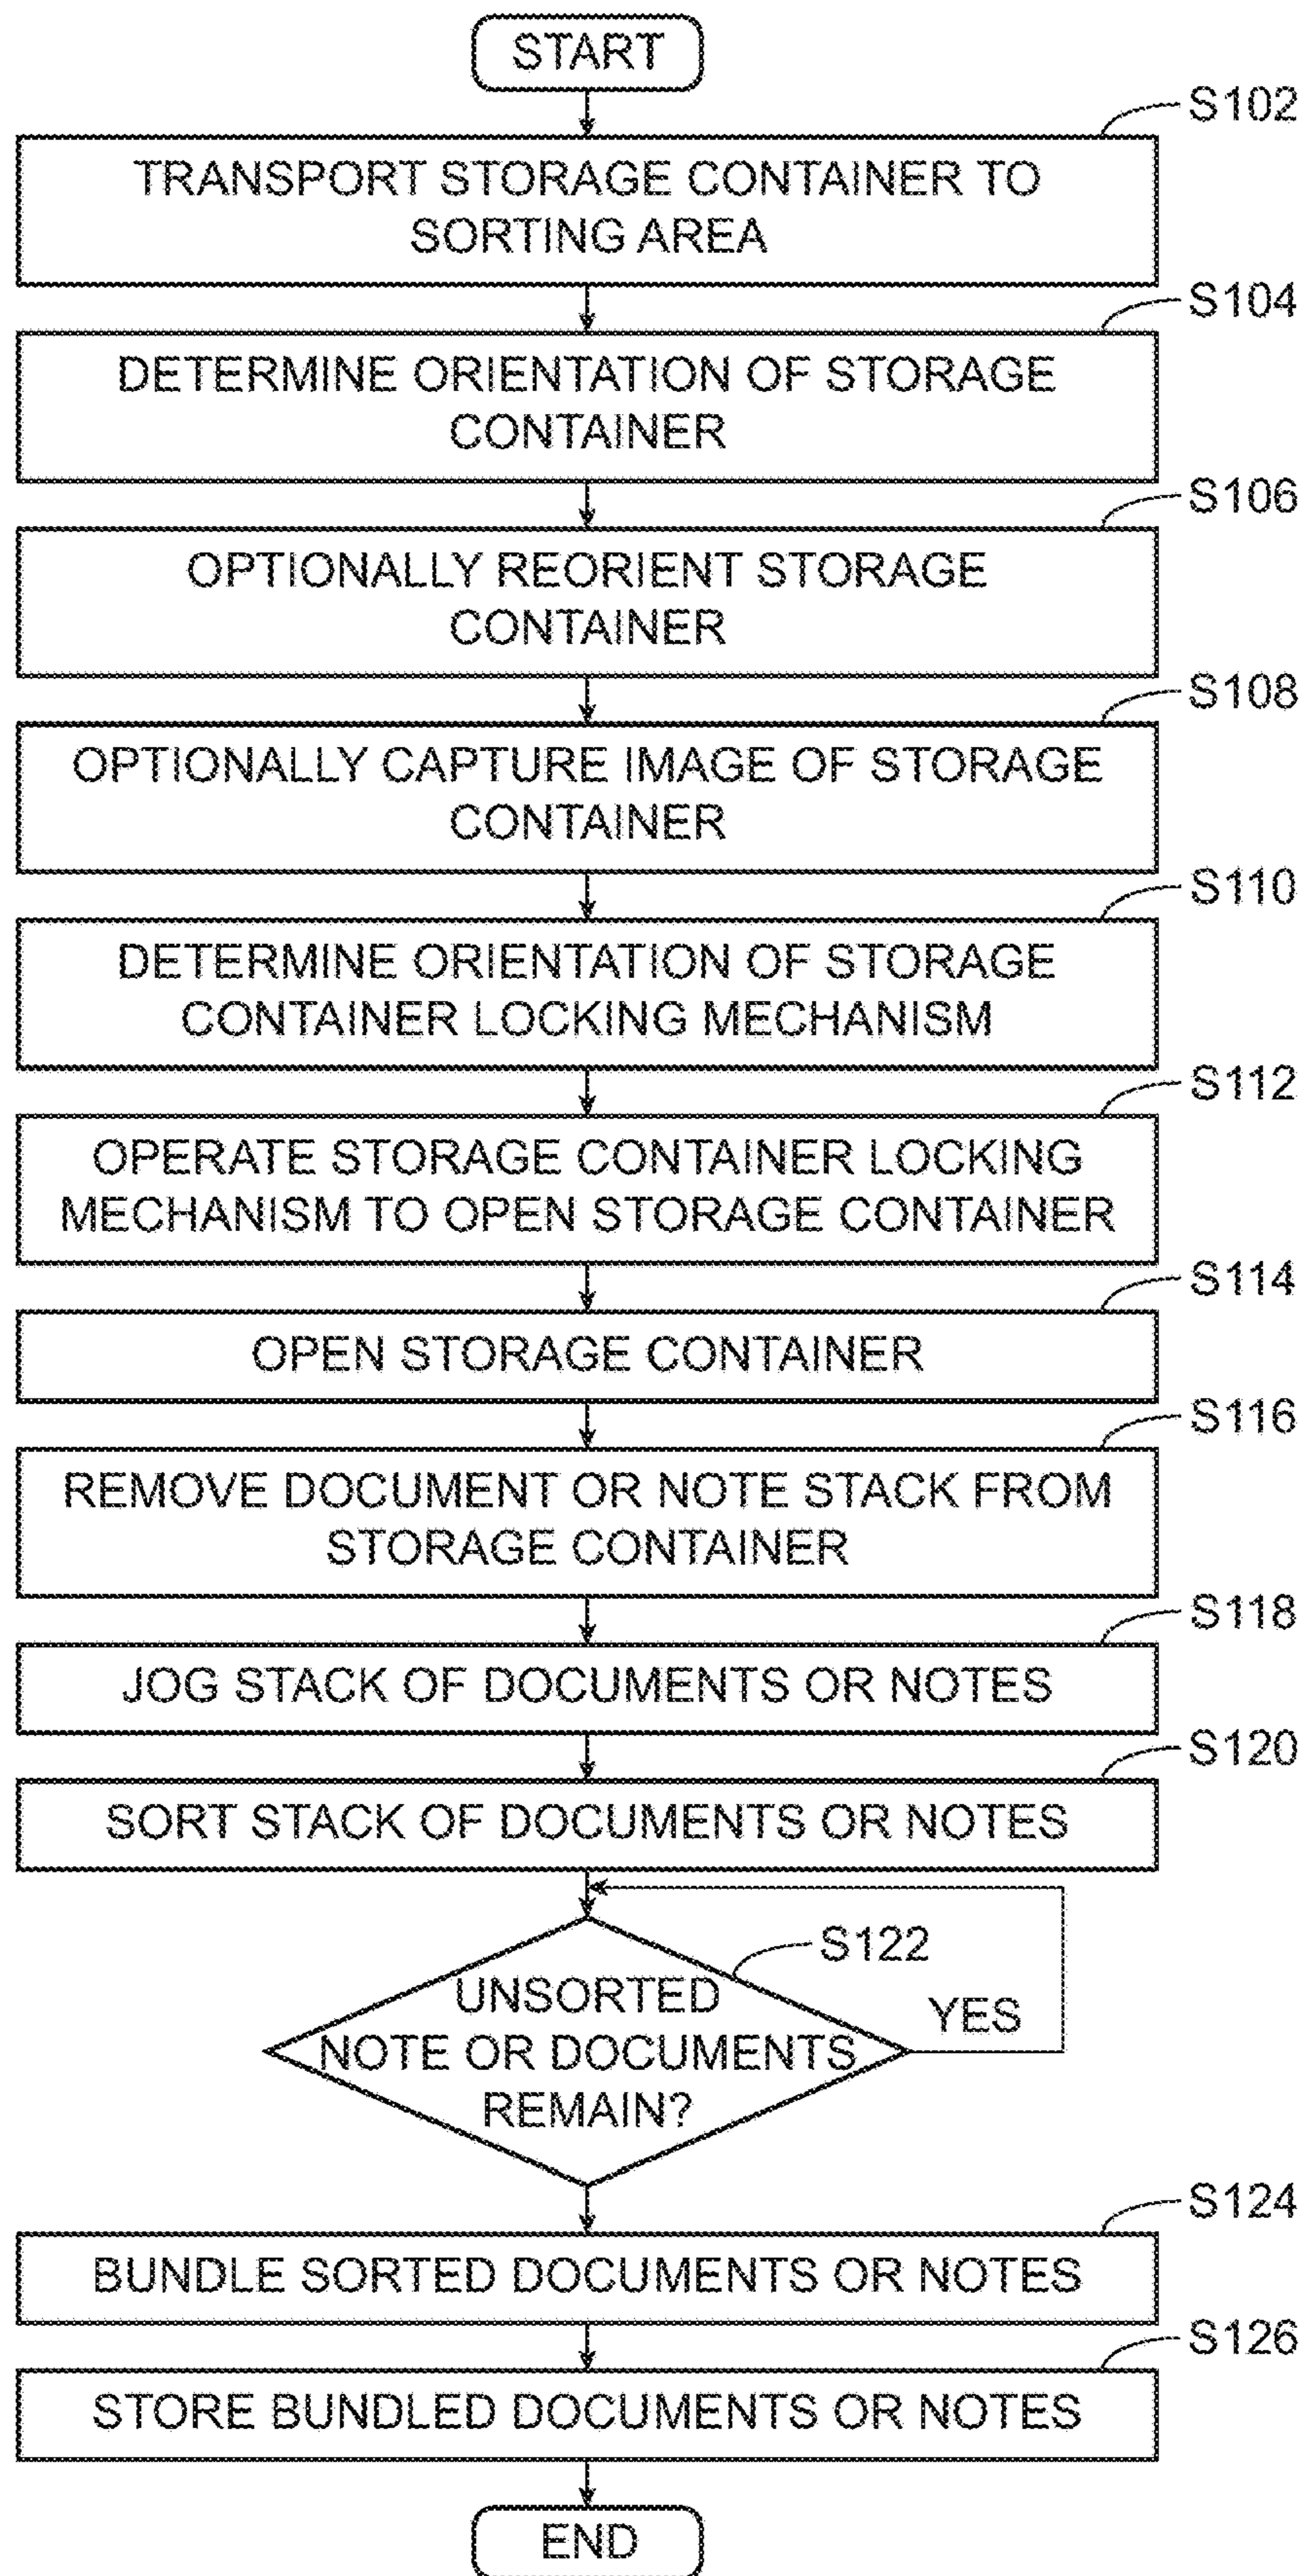 START
S102
TRANSPORT STORAGE CONTAINER TO
SORTING AREA
S104
DETERMINE ORIENTATION OF STORAGE
CONTAINER
S106
OPTIONALLY REORIENT STORAGE
CONTAINER
S108
OPTIONALLY CAPTURE IMAGE OF STORAGE
CONTAINER
S110
DETERMINE ORIENTATION OF STORAGE
CONTAINER LOCKING MECHANISM
S112
OPERATE STORAGE CONTAINER LOCKING
MECHANISM TO OPEN STORAGE CONTAINER
S114
OPEN STORAGE CONTAINER
S116
REMOVE DOCUMENT OR NOTE STACK FROM
STORAGE CONTAINER
S118
JOG STACK OF DOCUMENTS OR NOTES
S120
SORT STACK OF DOCUMENTS OR NOTES
S122
UNSORTED
NOTE OR DOCUMENTS
REMAIN?
YES
S124
BUNDLE SORTED DOCUMENTS OR NOTES
S126
STORE BUNDLED DOCUMENTS OR NOTES
END